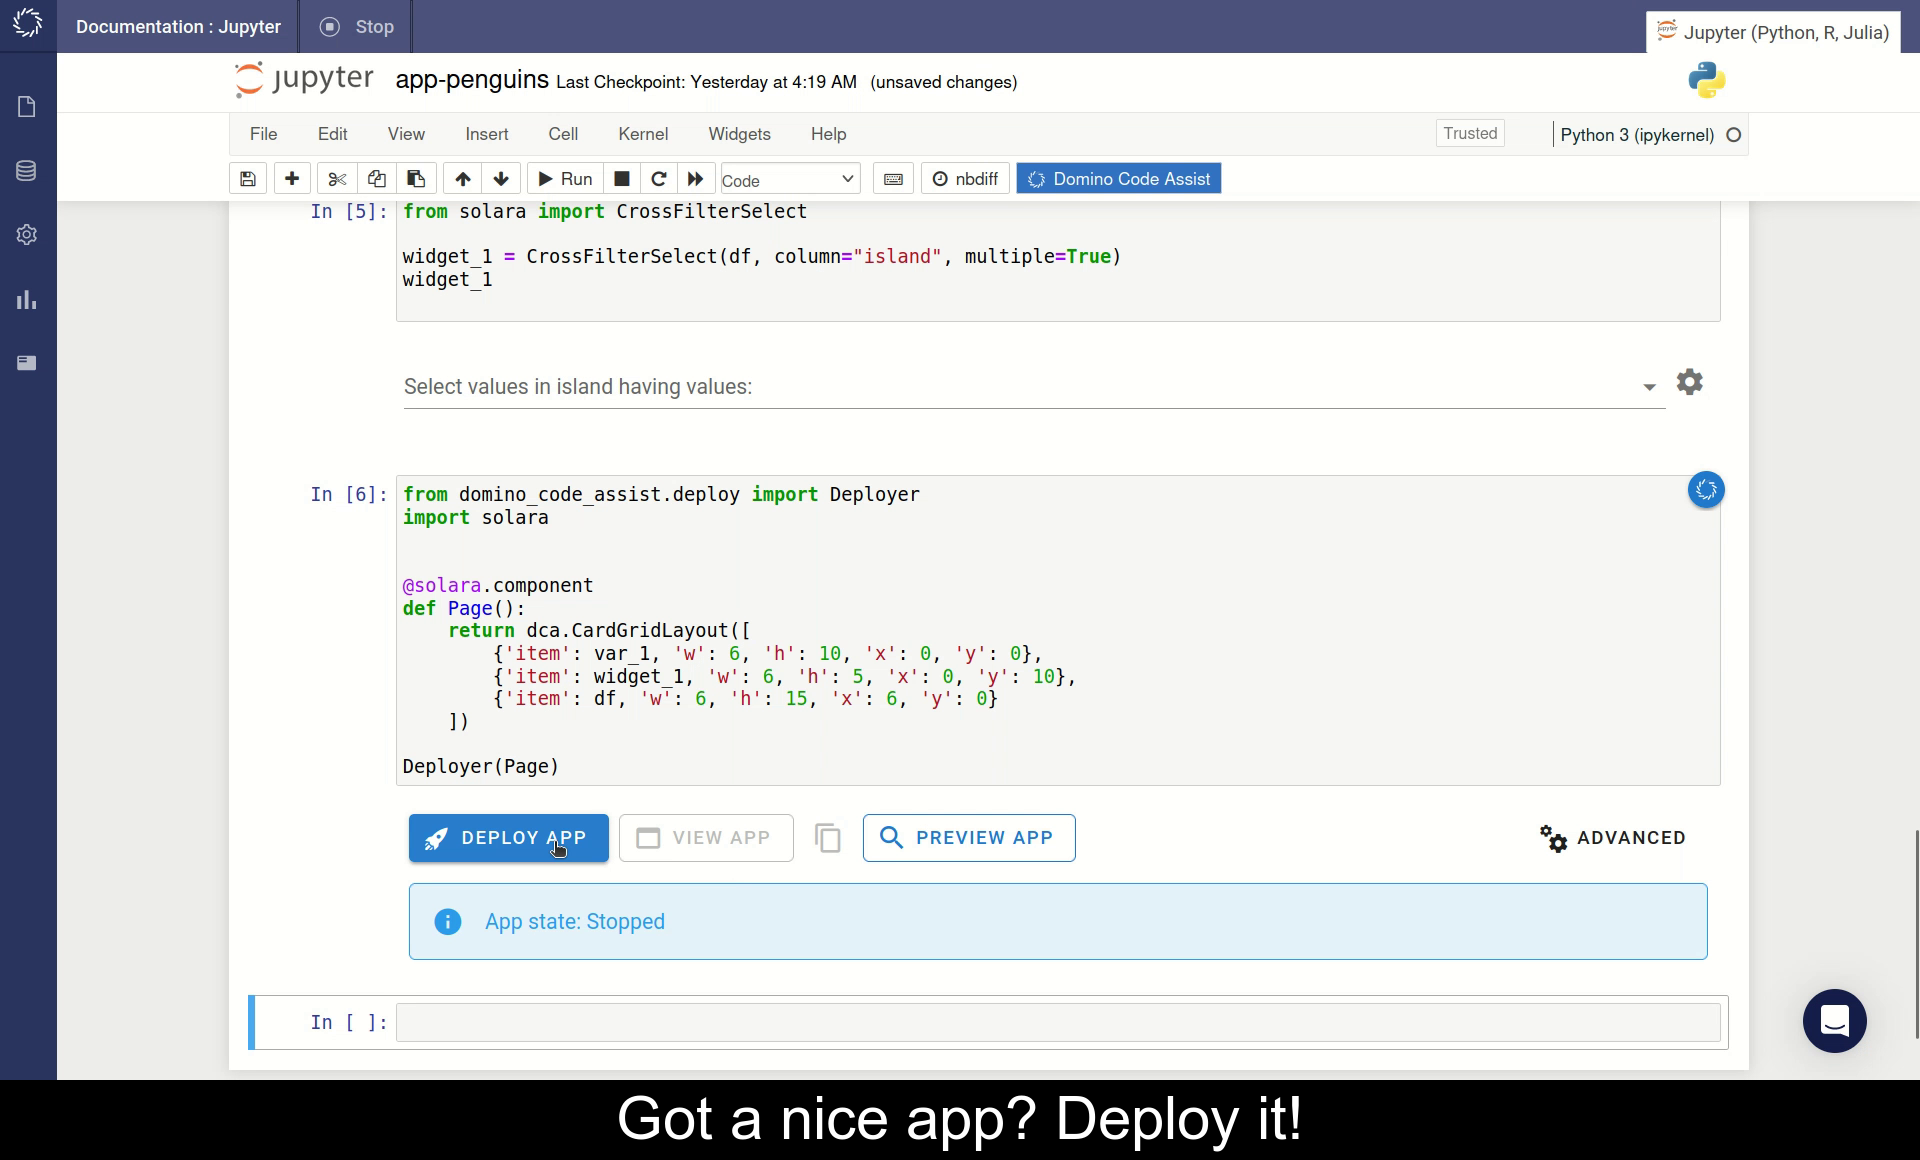 Documentation : Jupyter
Stop
Jupyter (Python, R, Julia)
jupyter app-penguins Last Checkpoint: Yesterday at 4:19 AM (unsaved changes)
File Edit View Insert Cell Kernel Widgets Help
Trusted
Python 3 (ipykernel)
Run
Code
nbdiff
Domino Code Assist
In [5]: from solara import CrossFilterSelect
widget_1 = CrossFilterSelect(df, column="island", multiple=True)
widget_1
Select values in island having values:
In [6]: from domino_code_assist.deploy import Deployer
import solara
@solara.component
def Page():
    return dca.CardGridLayout([
        {'item': var_1, 'w': 6, 'h': 10, 'x': 0, 'y': 0},
        {'item': widget_1, 'w': 6, 'h': 5, 'x': 0, 'y': 10},
        {'item': df, 'w': 6, 'h': 15, 'x': 6, 'y': 0}
    ])
Deployer(Page)
DEPLOY APP
VIEW APP
PREVIEW APP
ADVANCED
App state: Stopped
In [ ]:
Got a nice app? Deploy it!